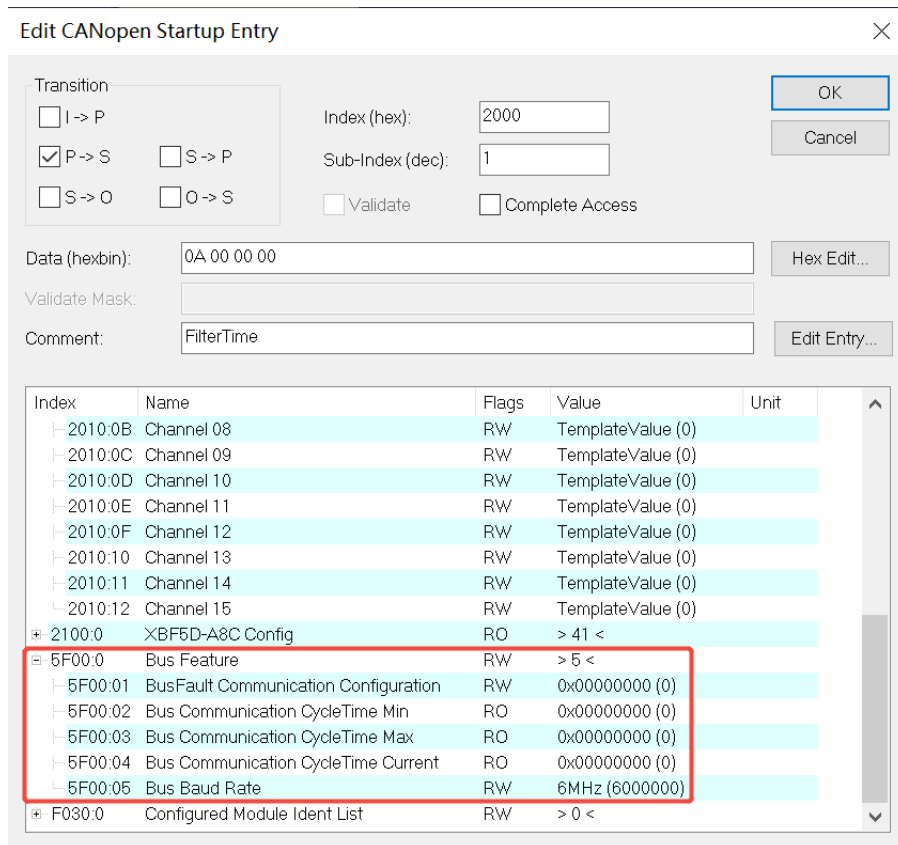 Edit CANopen Startup Entry
Transition
I -> P
P -> S
S -> P
S -> O
O -> S
Index (hex):
2000
Sub-Index (dec):
1
Validate
Complete Access
OK
Cancel
Data (hexbin):
0A 00 00 00
Hex Edit...
Validate Mask:
Comment:
FilterTime
Edit Entry...
Index Name Flags Value Unit
2010:0B Channel 08 RW TemplateValue (0)
2010:0C Channel 09 RW TemplateValue (0)
2010:0D Channel 10 RW TemplateValue (0)
2010:0E Channel 11 RW TemplateValue (0)
2010:0F Channel 12 RW TemplateValue (0)
2010:10 Channel 13 RW TemplateValue (0)
2010:11 Channel 14 RW TemplateValue (0)
2010:12 Channel 15 RW TemplateValue (0)
2100:0 XBF5D-A8C Config RO > 41 <
5F00:0 Bus Feature RW > 5 <
5F00:01 BusFault Communication Configuration RW 0x00000000 (0)
5F00:02 Bus Communication CycleTime Min RO 0x00000000 (0)
5F00:03 Bus Communication CycleTime Max RO 0x00000000 (0)
5F00:04 Bus Communication CycleTime Current RO 0x00000000 (0)
5F00:05 Bus Baud Rate RW 6MHz (6000000)
F030:0 Configured Module Ident List RW > 0 <